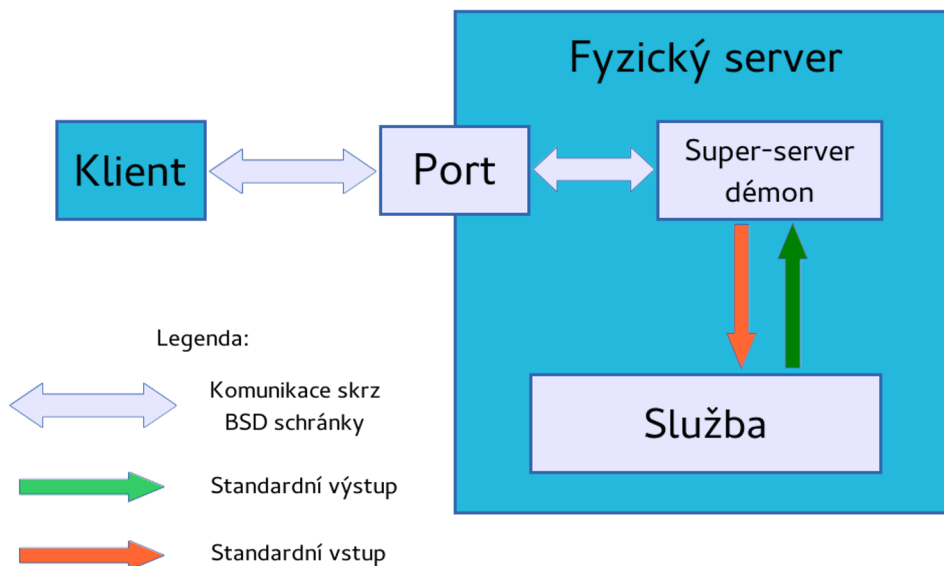 Fyzický server
Klient
Port
Super-server
démon
Služba
Legenda:
Komunikace skrz
BSD schránky
Standardní výstup
Standardní vstup